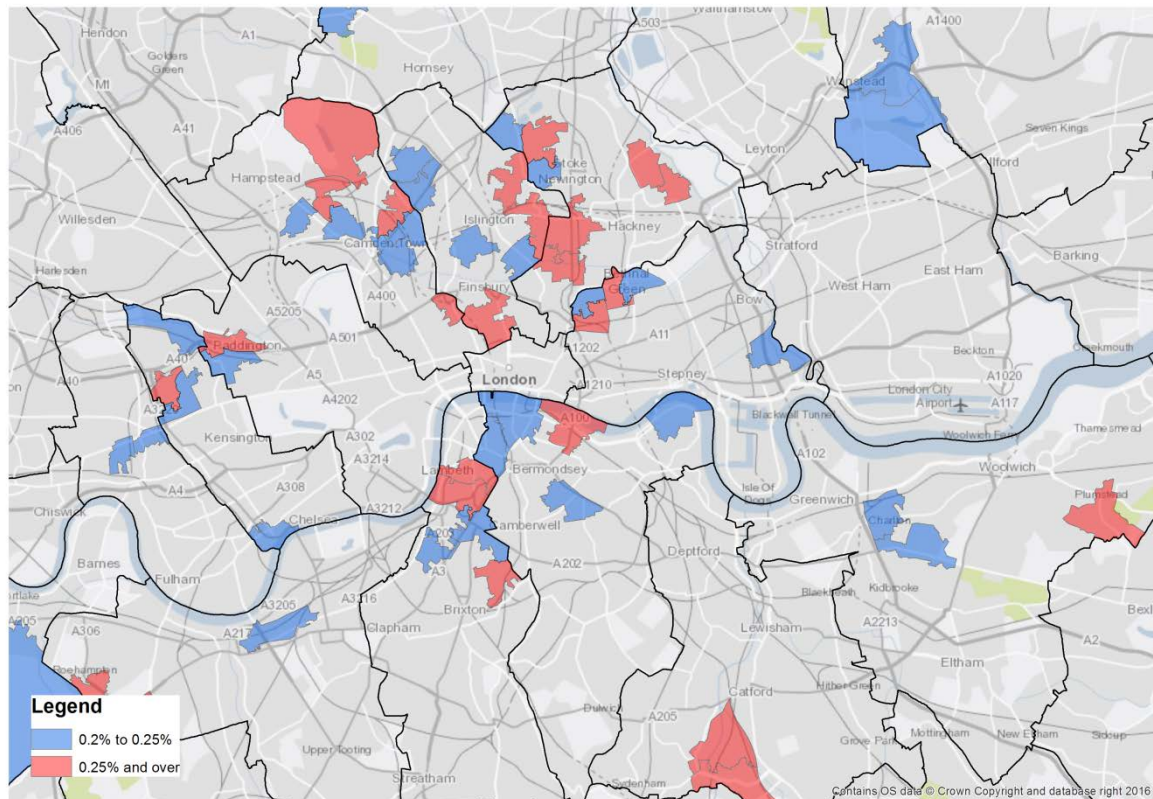 Hendon
Golders
Green
A1
M1
A41
A406
Hornsey
A503
Walthamstow
A1400
Wanstead
Seven Kings
Leyton
Hampstead
Willesden
Newington
Islington
Hackney
Stratford
Barking
Camden Town
Harlesden
Finsbury
Green
East Ham
West Ham
Bow
A400
A5205
A501
A11
Paddington
A40
A40
A5
A1202
Stepney
Beckton
A1020
Creekmouth
London
A1210
London City
Airport
A117
A4202
Kensington
A302
A3214
A100
Blackwall Tunnel
A102
Woolwich Ferry
Thamesmead
Woolwich
Lambeth
Bermondsey
Isle Of
Dogs
Greenwich
Plumstead
A4
A308
A3212
Chiswick
Chelsea
Camberwell
Charlton
A3
A202
Deptford
Barnes
Fulham
Kidbrooke
Blackheath
Brixton
A3205
A3216
A205
A306
A217
Clapham
Lewisham
A2213
A2
Roehampton
Eltham
Hither Green
Catford
Dulwich
A205
Grove Park
Mottingham
New Eltham
Sidcup
Upper Tooting
Streatham
Sydenham
Legend
0.2% to 0.25%
0.25% and over
Contains OS data © Crown Copyright and database right 2016